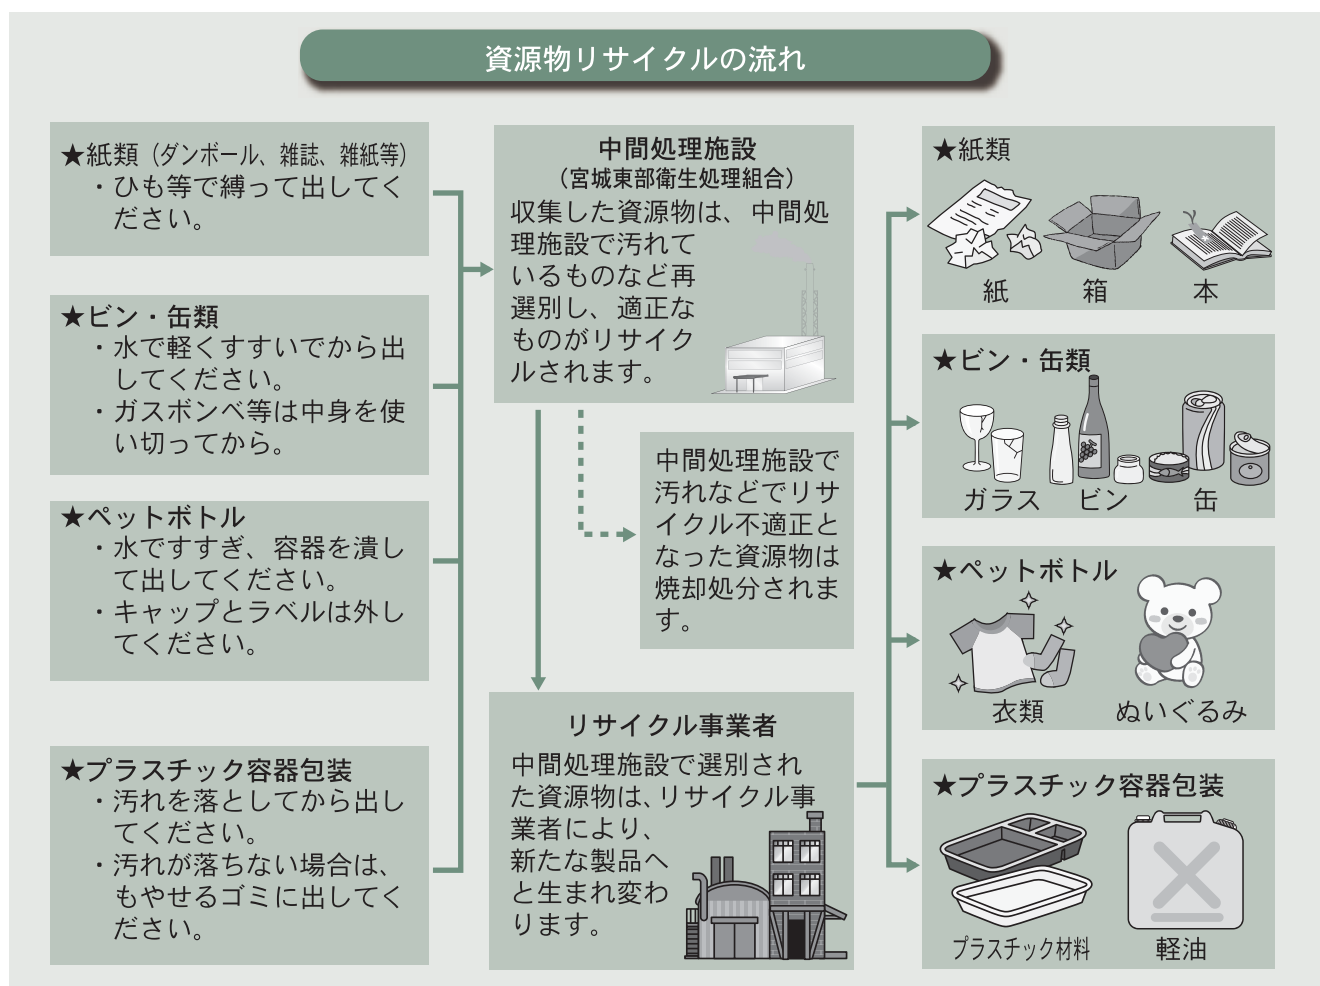 資源物リサイクルの流れ
★紙類（ダンボール、雑誌、雑紙等）
・ひも等で縛って出してく
ださい。
★ビン・缶類
・水で軽くすすいでから出
してください。
・ガスボンベ等は中身を使
い切ってから。
★ペットボトル
・水ですすぎ、容器を潰し
て出してください。
・キャップとラベルは外し
てください。
★プラスチック容器包装
・汚れを落としてから出し
てください。
・汚れが落ちない場合は、
もやせるゴミに出してく
ださい。
中間処理施設
（宮城東部衛生処理組合）
収集した資源物は、中間処
理施設で汚れて
いるものなど再
選別し、適正な
ものがリサイク
ルされます。
中間処理施設で
汚れなどでリサ
イクル不適正と
なった資源物は
焼却処分されま
す。
リサイクル事業者
中間処理施設で選別され
た資源物は、リサイクル事
業者により、
新たな製品へ
と生まれ変わ
ります。
★紙類
紙 箱 本
★ビン・缶類
ガラス ビン 缶
★ペットボトル
衣類 ぬいぐるみ
★プラスチック容器包装
プラスチック材料 軽油